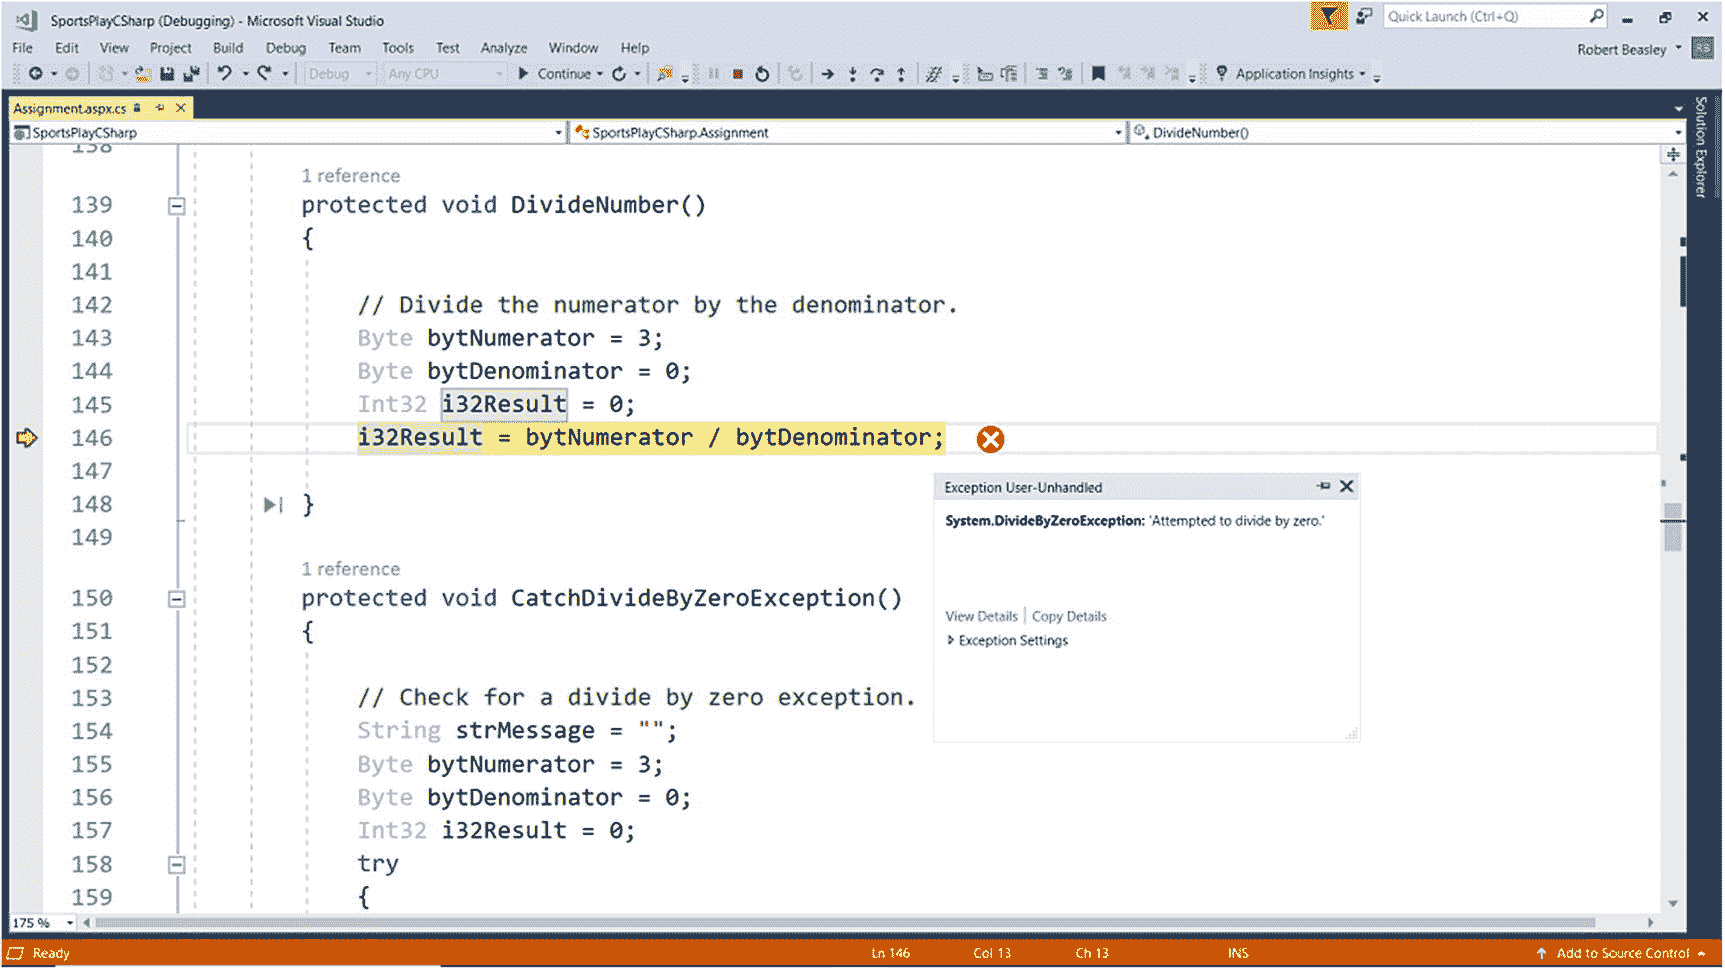 SportsPlayCSharp (Debugging) - Microsoft Visual Studio
Quick Launch (Ctrl+Q)
File Edit View Project Build Debug Team Tools Test Analyze Window Help
Robert Beasley RB
Debug Any CPU Continue Application Insights
Assignment.aspx.cs
Solution Explorer
SportsPlayCSharp SportsPlayCSharp.Assignment DivideNumber()
138
1 reference
139 protected void DivideNumber()
140 {
141
142 // Divide the numerator by the denominator.
143 Byte bytNumerator = 3;
144 Byte bytDenominator = 0;
145 Int32 i32Result = 0;
146 i32Result = bytNumerator / bytDenominator;
147
148 }
149
Exception User-Unhandled
System.DivideByZeroException: 'Attempted to divide by zero.'
View Details | Copy Details
Exception Settings
1 reference
150 protected void CatchDivideByZeroException()
151 {
152
153 // Check for a divide by zero exception.
154 String strMessage = "";
155 Byte bytNumerator = 3;
156 Byte bytDenominator = 0;
157 Int32 i32Result = 0;
158 try
159 {
175 %
Ready Ln 146 Col 13 Ch 13 INS Add to Source Control